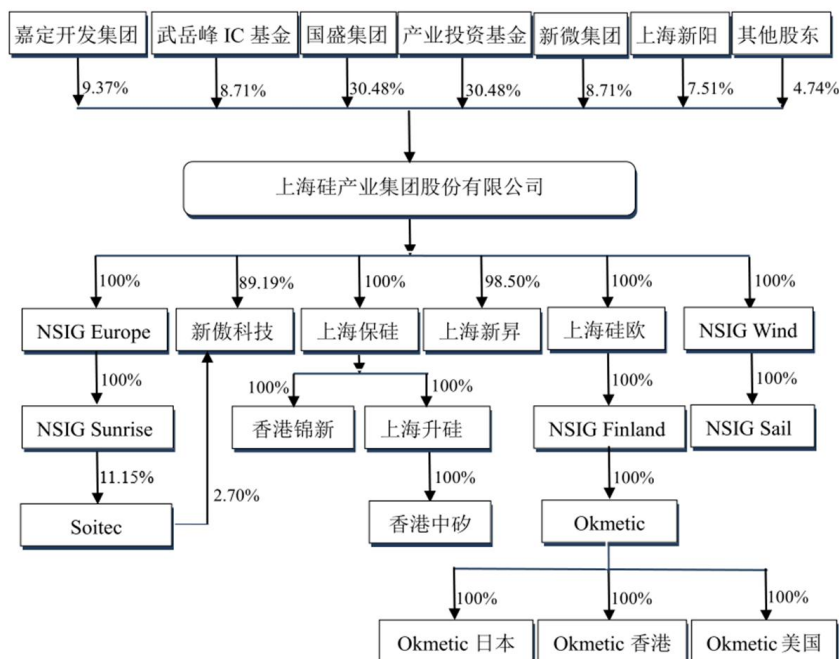 嘉定开发集团 武岳峰 IC 基金 国盛集团 产业投资基金 新微集团 上海新阳 其他股东
9.37% 8.71% 30.48% 30.48% 8.71% 7.51% 4.74%
上海硅产业集团股份有限公司
100% 89.19% 100% 98.50% 100% 100%
NSIG Europe 新傲科技 上海保硅 上海新昇 上海硅欧 NSIG Wind
100% 100% 100% 100% 100%
NSIG Sunrise 香港锦新 上海升硅 NSIG Finland NSIG Sail
11.15% 2.70% 100% 100%
Soitec 香港中矽 Okmetic
100% 100% 100%
Okmetic 日本 Okmetic 香港 Okmetic 美国